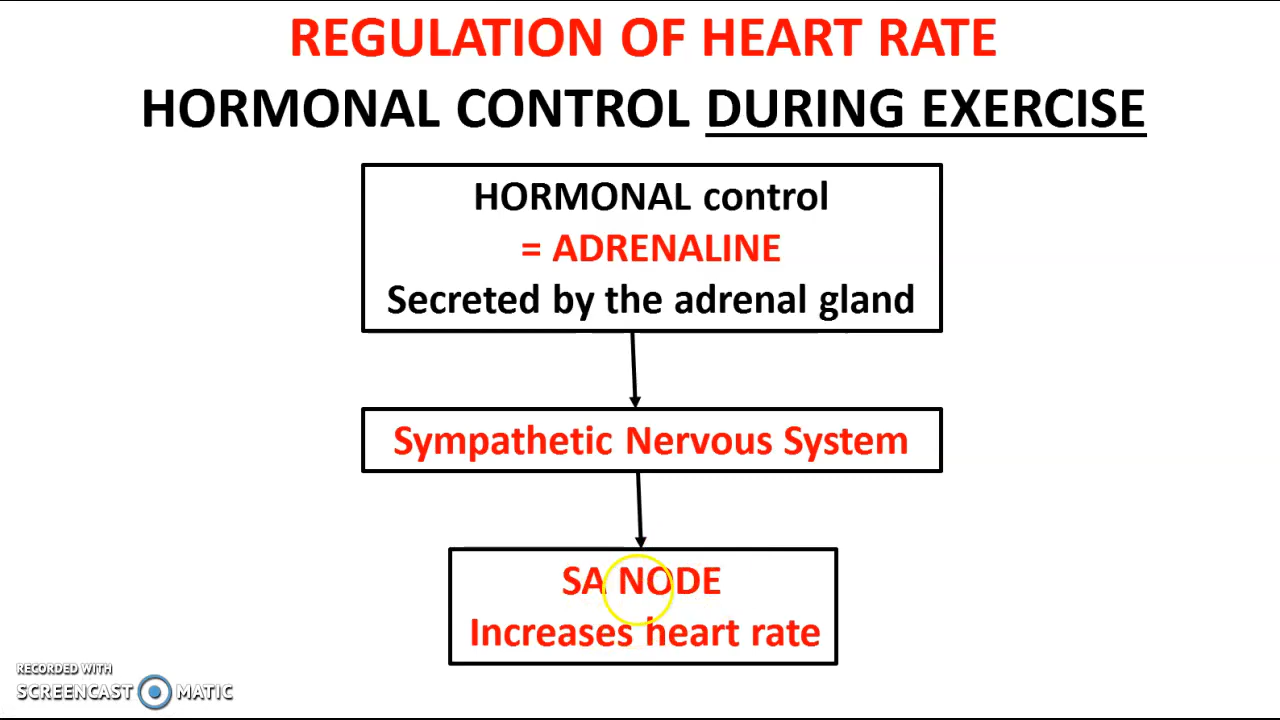 REGULATION OF HEART RATE
HORMONAL CONTROL DURING EXERCISE
HORMONAL control
= ADRENALINE
Secreted by the adrenal gland
Sympathetic Nervous System
SA NODE
Increases heart rate
RECORDED WITH
SCREENCAST MATIC